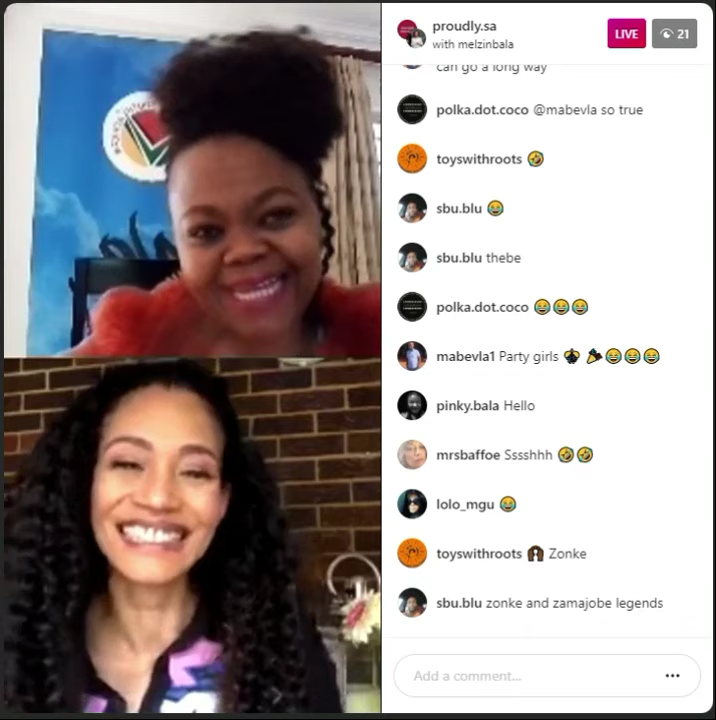 proudly.sa
with melzinbala
LIVE
21
can go a long way
polka.dot.coco @mabevla so true
toyswithroots 🤣
sbu.blu 😂
sbu.blu thebe
polka.dot.coco 😂😂😂
mabevla1 Party girls 💃🎉😂😂😂
pinky.bala Hello
mrsbaffoe Sssshhh 🤣🤣
lolo_mgu 😂
toyswithroots Zonke
sbu.blu zonke and zamajobe legends
Add a comment...